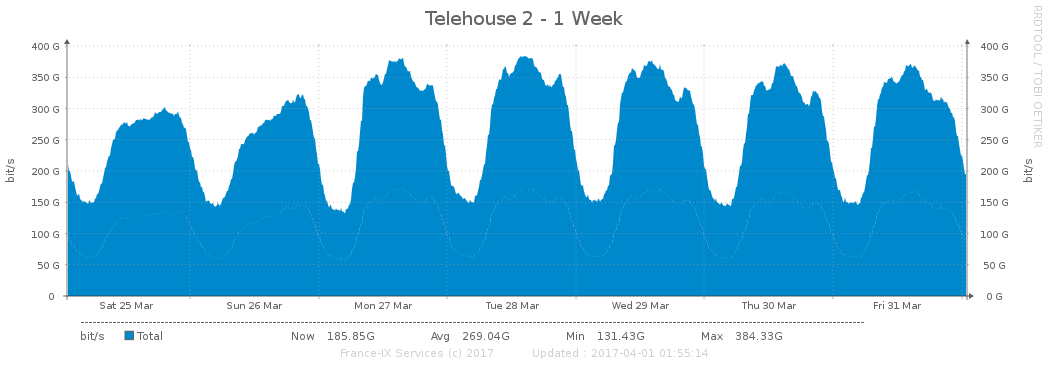 Telehouse 2 - 1 Week
RRDTOOL / TOBI OETIKER
400 G 400 G
350 G 350 G
300 G 300 G
250 G 250 G
200 G 200 G
150 G 150 G
100 G 100 G
50 G 50 G
0 0 G
bit/s bit/s
Sat 25 Mar Sun 26 Mar Mon 27 Mar Tue 28 Mar Wed 29 Mar Thu 30 Mar Fri 31 Mar
bit/s Total Now 185.85G Avg 269.04G Min 131.43G Max 384.33G
France-IX Services (c) 2017 Updated : 2017-04-01 01:55:14